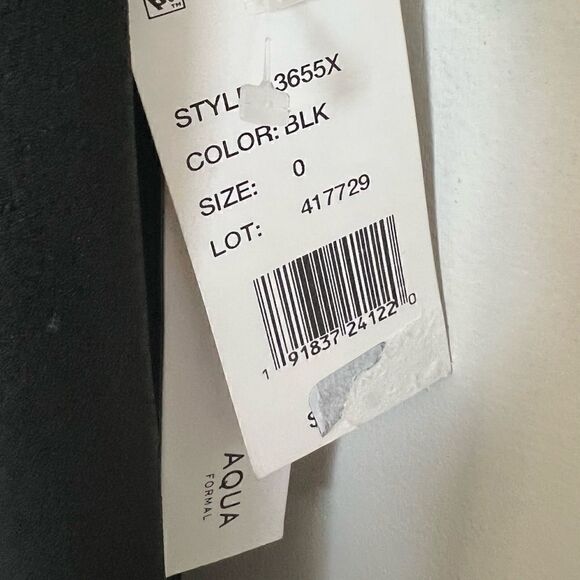 STYL 3655X
COLOR: BLK
SIZE: 0
LOT: 417729
1 91837 24122 0
AQUA
FORMAL